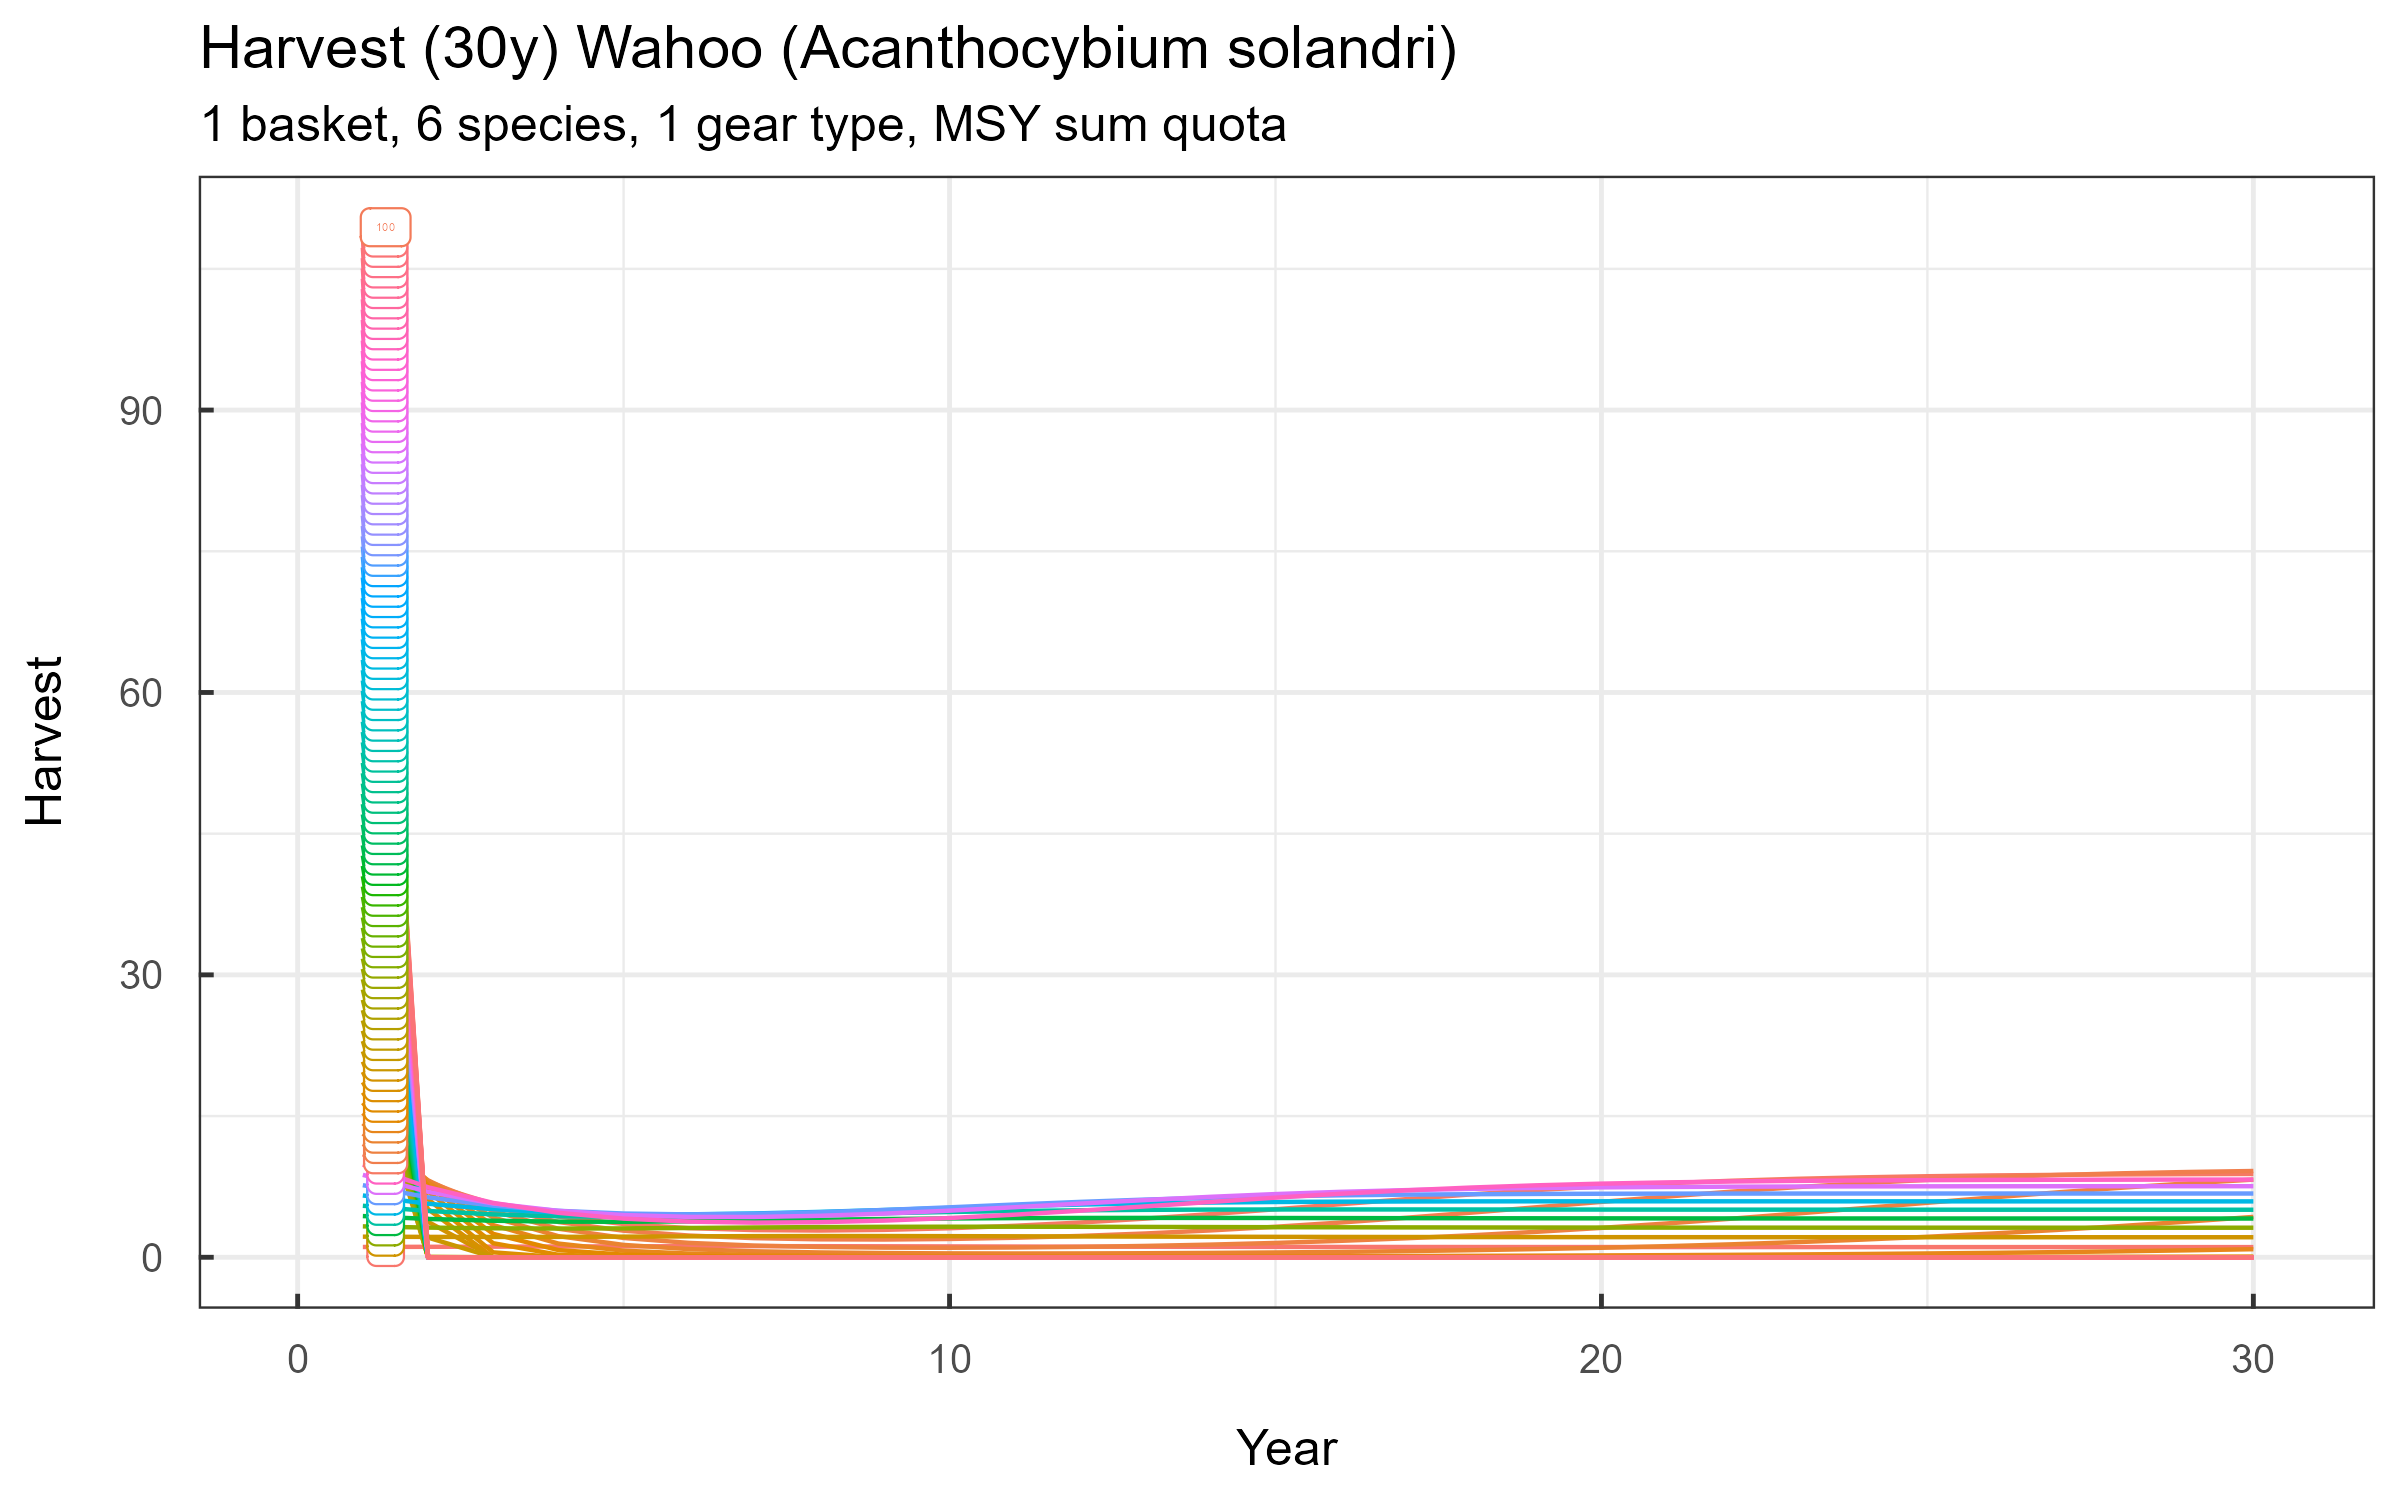 Harvest (30y) Wahoo (Acanthocybium solandri)
1 basket, 6 species, 1 gear type, MSY sum quota
100
90
60
30
0
Harvest
0 10 20 30
Year